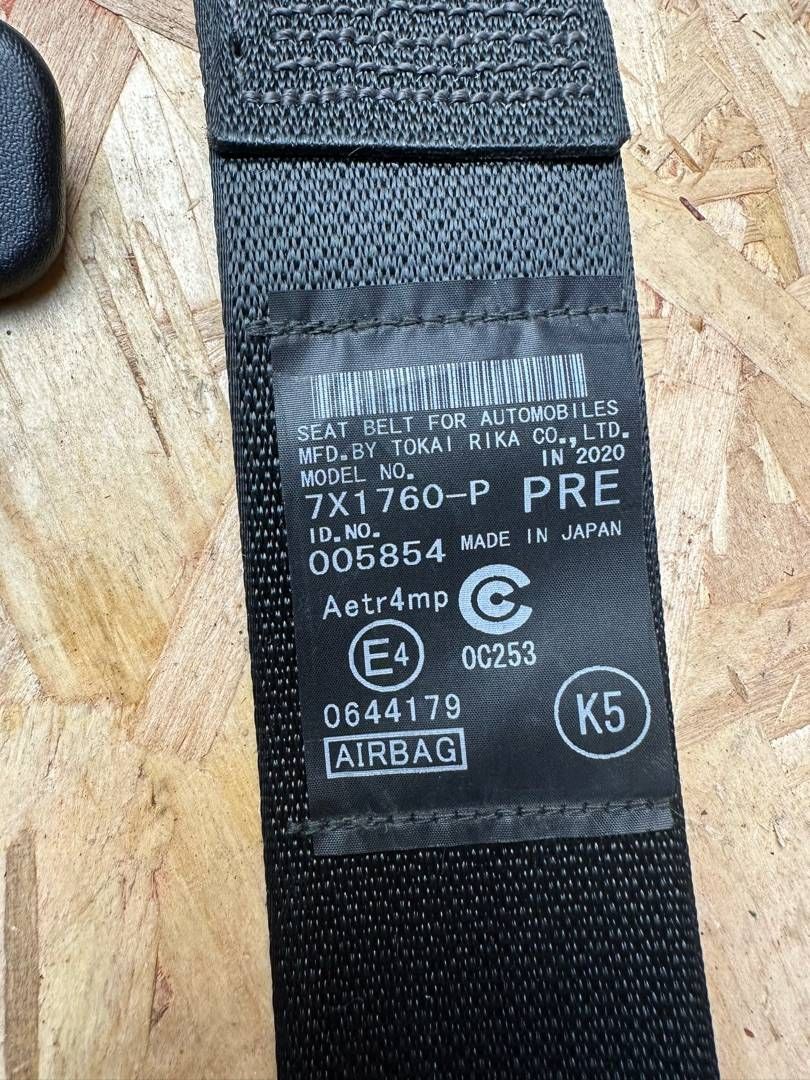 SEAT BELT FOR AUTOMOBILES
MFD.BY TOKAI RIKA CO.,LTD.
MODEL NO. IN 2020
7X1760-P PRE
ID.NO.
005854 MADE IN JAPAN
Aetr4mp C
E4 0C253
0644179 K5
AIRBAG